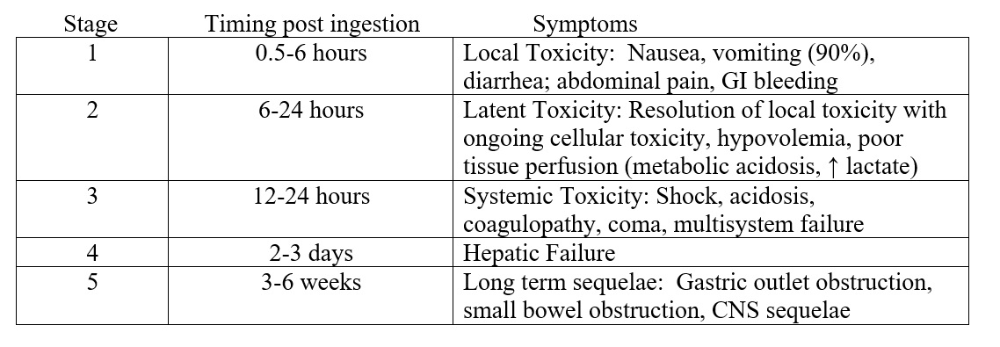 Stage Timing post ingestion Symptoms
1 0.5-6 hours Local Toxicity: Nausea, vomiting (90%),
diarrhea; abdominal pain, GI bleeding
2 6-24 hours Latent Toxicity: Resolution of local toxicity with
ongoing cellular toxicity, hypovolemia, poor
tissue perfusion (metabolic acidosis, ↑ lactate)
3 12-24 hours Systemic Toxicity: Shock, acidosis,
coagulopathy, coma, multisystem failure
4 2-3 days Hepatic Failure
5 3-6 weeks Long term sequelae: Gastric outlet obstruction,
small bowel obstruction, CNS sequelae